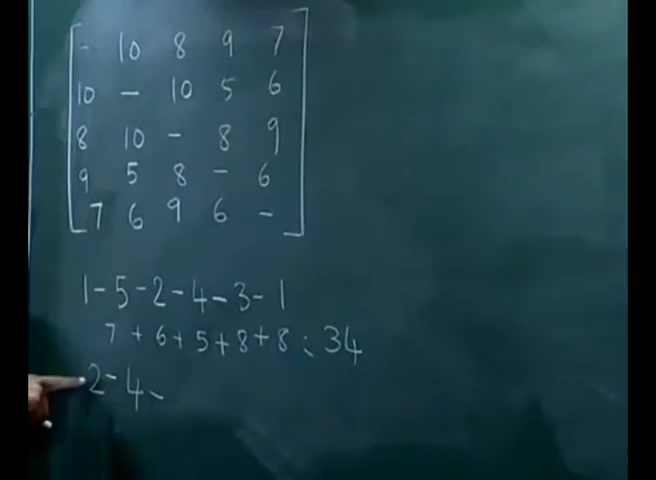 - 10 8 9 7
10 - 10 5 6
8 10 - 8 9
9 5 8 - 6
7 6 9 6 -
1-5-2-4-3-1
7+6+5+8+8 = 34
2-4-